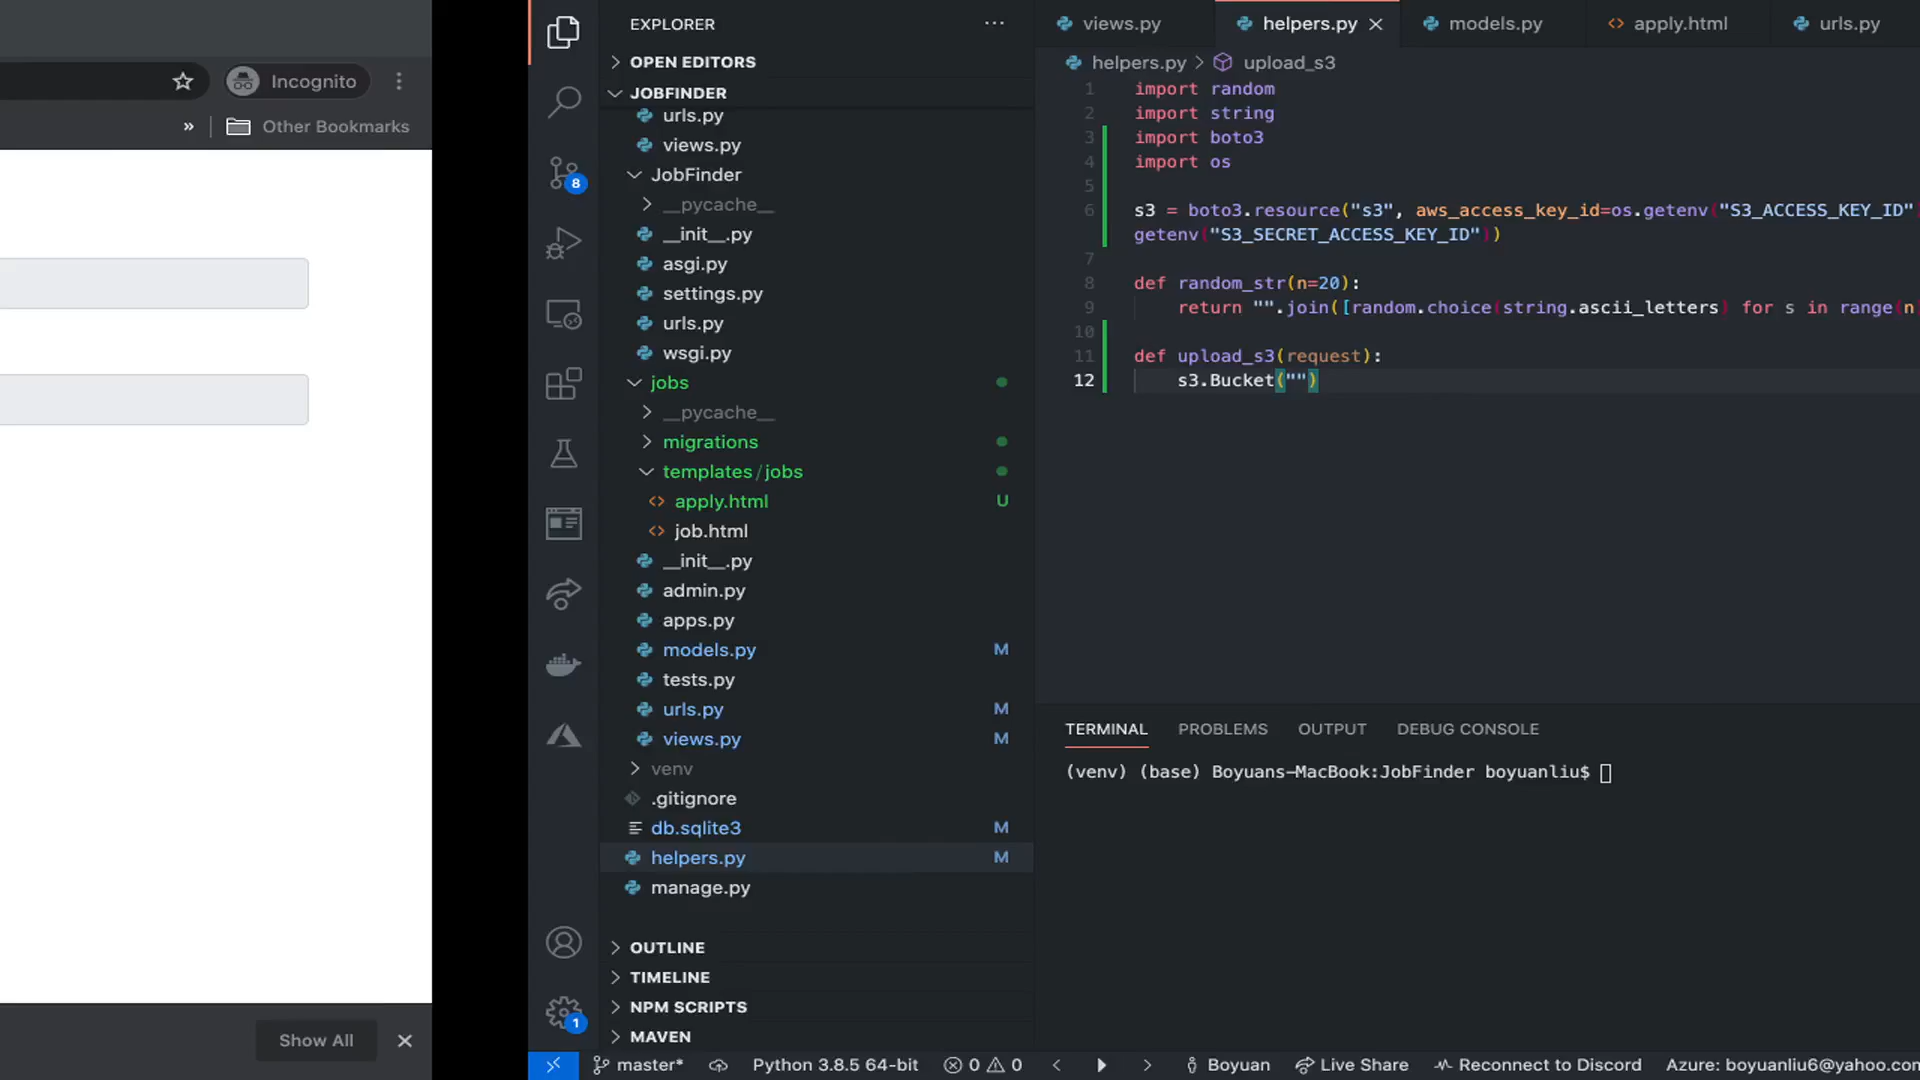 Incognito
»
Other Bookmarks
Show All
8
1
EXPLORER
OPEN EDITORS
JOBFINDER
urls.py
views.py
JobFinder
__pycache__
__init__.py
asgi.py
settings.py
urls.py
wsgi.py
jobs
__pycache__
migrations
templates/jobs
apply.html U
job.html
__init__.py
admin.py
apps.py
models.py M
tests.py
urls.py M
views.py M
venv
.gitignore
db.sqlite3 M
helpers.py M
manage.py
OUTLINE
TIMELINE
NPM SCRIPTS
MAVEN
views.py helpers.py models.py apply.html urls.py
helpers.py > upload_s3
1 import random
2 import string
3 import boto3
4 import os
5
6 s3 = boto3.resource("s3", aws_access_key_id=os.getenv("S3_ACCESS_KEY_ID")
getenv("S3_SECRET_ACCESS_KEY_ID"))
7
8 def random_str(n=20):
9 return "".join([random.choice(string.ascii_letters) for s in range(n)
10
11 def upload_s3(request):
12 s3.Bucket("")
TERMINAL PROBLEMS OUTPUT DEBUG CONSOLE
(venv) (base) Boyuans-MacBook:JobFinder boyuanliu$
master* Python 3.8.5 64-bit 0 0 Boyuan Live Share Reconnect to Discord Azure: boyuanliu6@yahoo.com